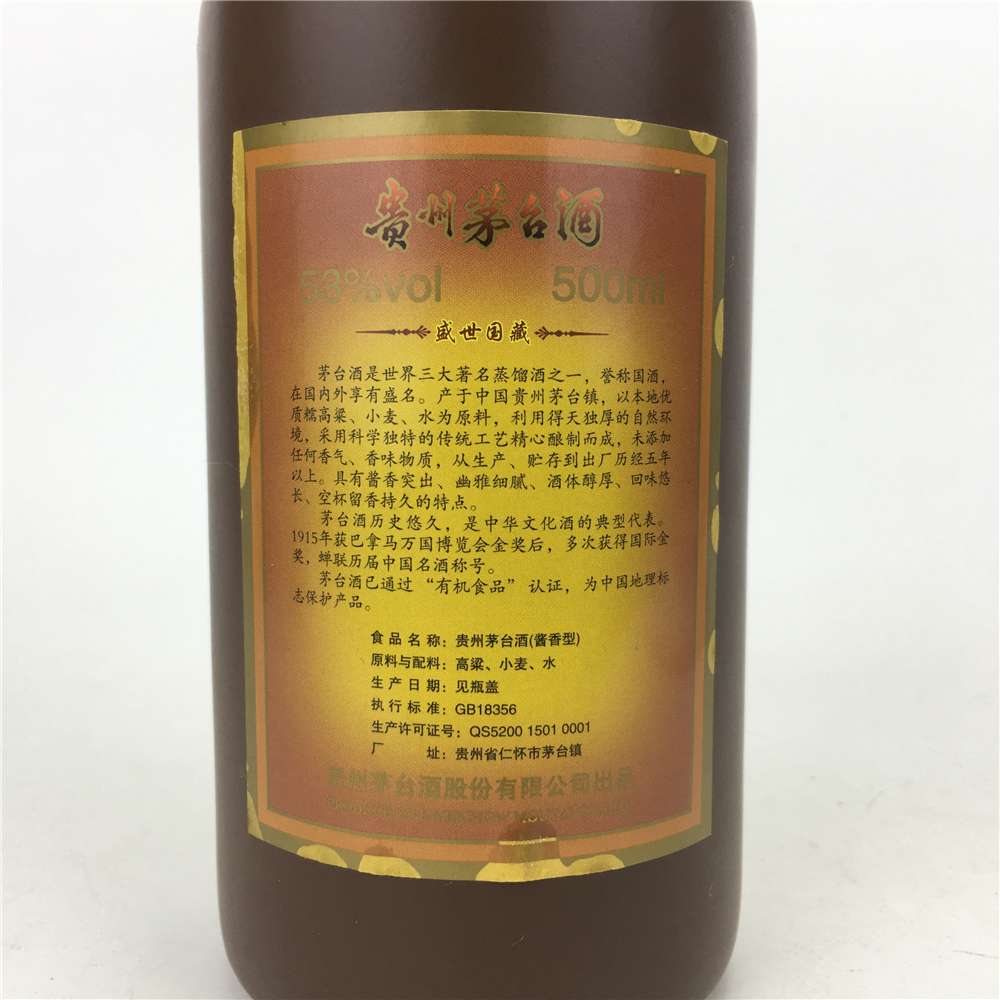 贵州茅台酒
53%vol 500ml
盛世国藏
茅台酒是世界三大著名蒸馏酒之一，誉称国酒，
在国内外享有盛名。产于中国贵州茅台镇，以本地优
质糯高粱、小麦、水为原料，利用得天独厚的自然环
境，采用科学独特的传统工艺精心酿制而成，未添加
任何香气、香味物质，从生产、贮存到出厂历经五年
以上。具有酱香突出、幽雅细腻、酒体醇厚、回味悠
长、空杯留香持久的特点。
茅台酒历史悠久，是中华文化酒的典型代表。
1915年获巴拿马万国博览会金奖后，多次获得国际金
奖，蝉联历届中国名酒称号。
茅台酒已通过“有机食品”认证，为中国地理标
志保护产品。
食品名称：贵州茅台酒(酱香型)
原料与配料：高粱、小麦、水
生产日期：见瓶盖
执行标准：GB18356
生产许可证号：QS5200 1501 0001
厂 址：贵州省仁怀市茅台镇
贵州茅台酒股份有限公司出品